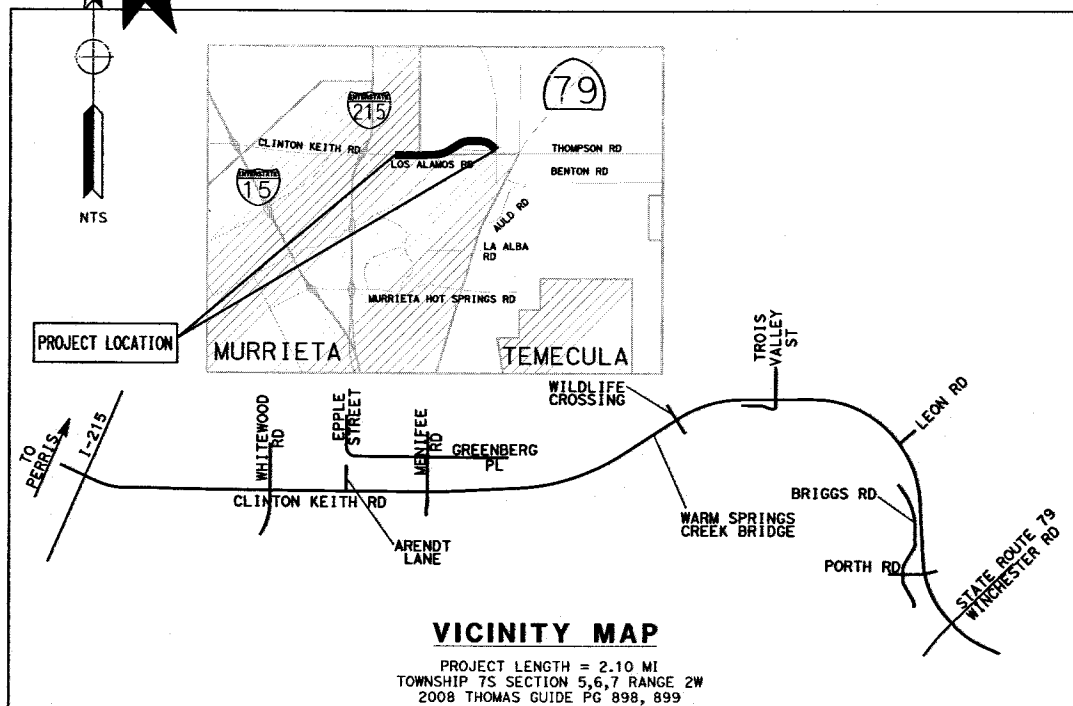 NTS
INTERSTATE
215
79
CLINTON KEITH RD
THOMPSON RD
LOS ALAMOS RD
BENTON RD
INTERSTATE
15
AULD RD
LA ALBA
RD
MURRIETA HOT SPRINGS RD
PROJECT LOCATION
MURRIETA
TEMECULA
TO
PERRIS
I-215
WHITEWOOD
RD
EPPLE
STREET
MENIFEE
RD
GREENBERG
PL
CLINTON KEITH RD
ARENDT
LANE
WILDLIFE
CROSSING
TROIS
VALLEY
ST
LEON RD
BRIGGS RD
WARM SPRINGS
CREEK BRIDGE
PORTH RD
STATE ROUTE 79
WINCHESTER RD
VICINITY MAP
PROJECT LENGTH = 2.10 MI
TOWNSHIP 7S SECTION 5,6,7 RANGE 2W
2008 THOMAS GUIDE PG 898, 899